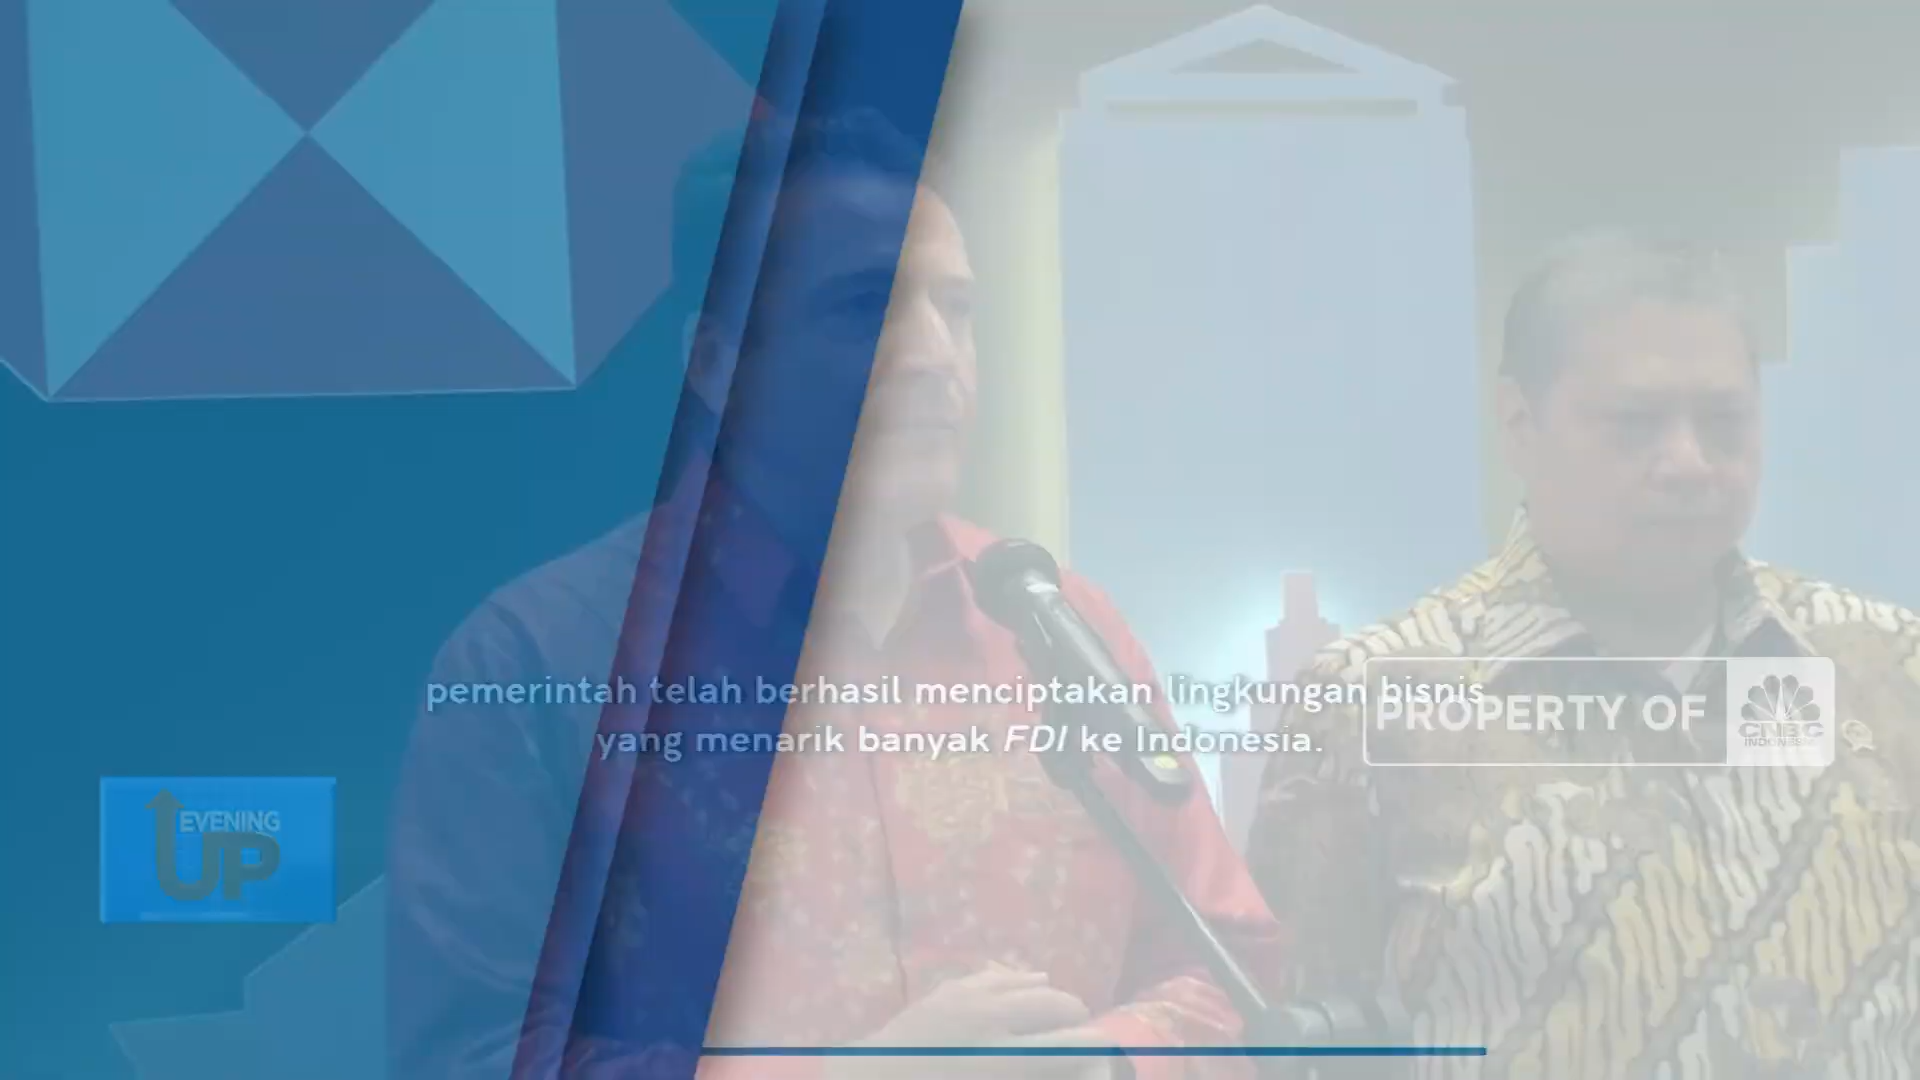 pemerintah telah berhasil menciptakan lingkungan bisnis
yang menarik banyak FDI ke Indonesia.
PROPERTY OF
CNBC
INDONESIA
EVENING
UP